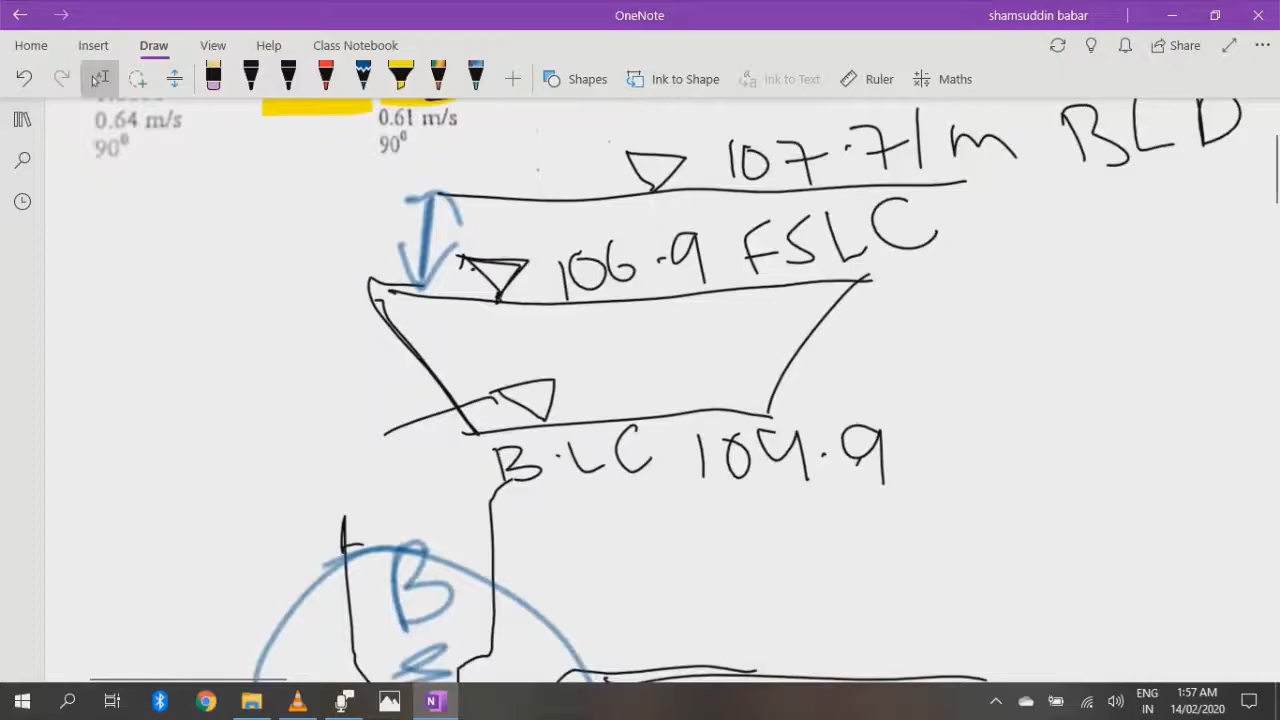 OneNote
shamsuddin babar
Home Insert Draw View Help Class Notebook
Share
Shapes
Ink to Shape
Ink to Text
Ruler
Maths
0.64 m/s
0.61 m/s
90⁰
90⁰
107.71m BLD
106.9 FSLC
B.LC 104.9
B
ENG
IN
1:57 AM
14/02/2020